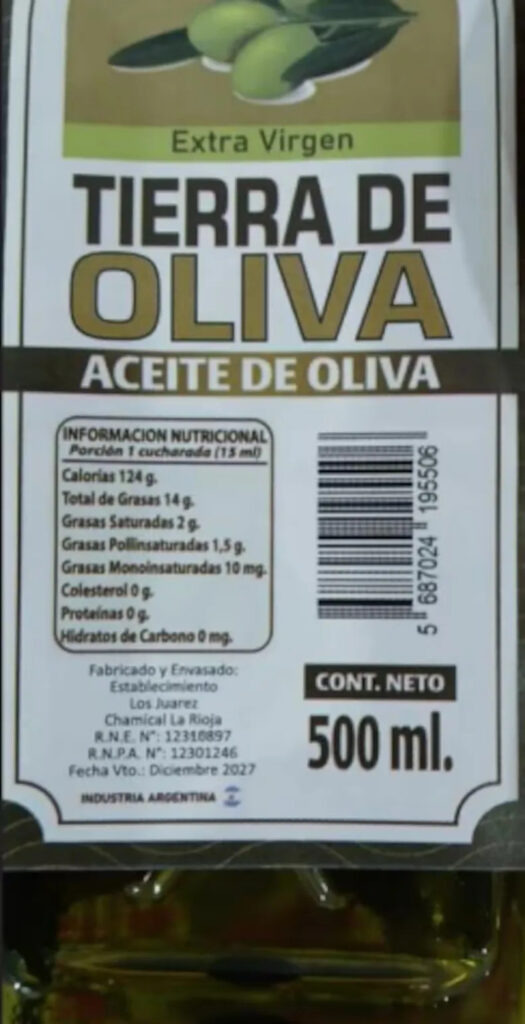 Extra Virgen
TIERRA DE
OLIVA
ACEITE DE OLIVA
INFORMACION NUTRICIONAL
Porción 1 cucharada (15 ml)
Calorías 124 g.
Total de Grasas 14 g.
Grasas Saturadas 2 g.
Grasas Pollinsaturadas 1,5 g.
Grasas Monoinsaturadas 10 mg.
Colesterol 0 g.
Proteínas 0 g.
Hidratos de Carbono 0 mg.
Fabricado y Envasado:
Establecimiento
Los Juarez
Chamical La Rioja
R.N.E. N°: 12310897
R.N.P.A. N°: 12301246
Fecha Vto.: Diciembre 2027
INDUSTRIA ARGENTINA
5 687024 195506
CONT. NETO
500 ml.